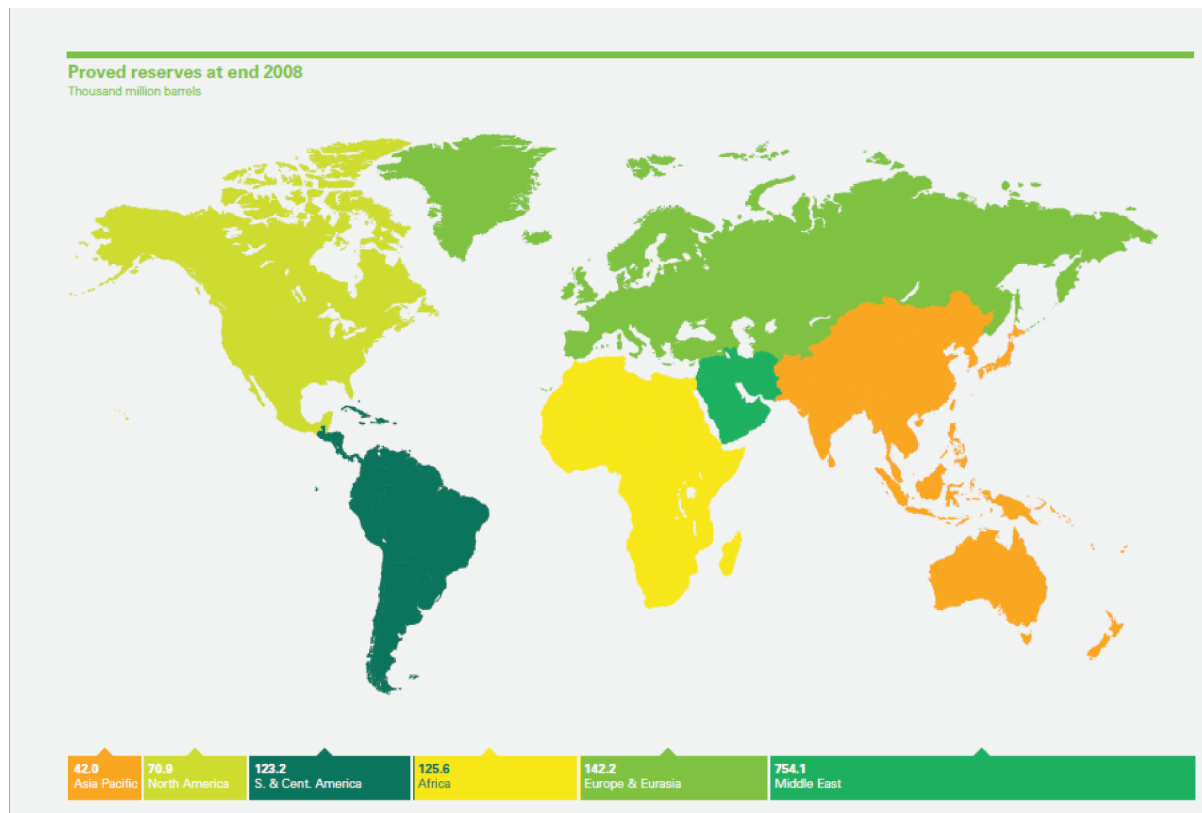 Proved reserves at end 2008
Thousand million barrels
42.0
Asia Pacific
70.9
North America
123.2
S. & Cent. America
125.6
Africa
142.2
Europe & Eurasia
754.1
Middle East